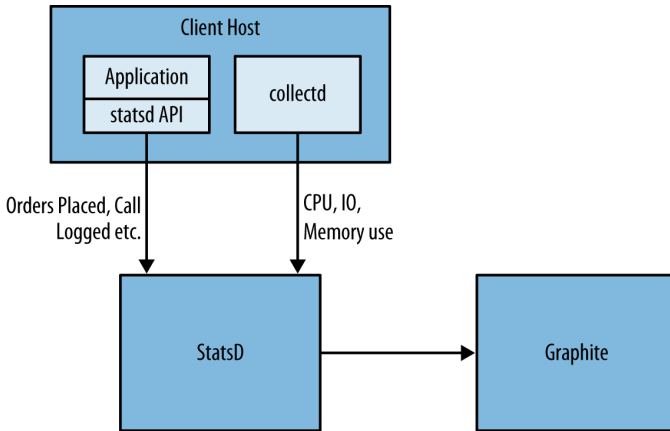 Client Host
Application
statsd API
collectd
Orders Placed, Call
Logged etc.
CPU, IO,
Memory use
StatsD
Graphite